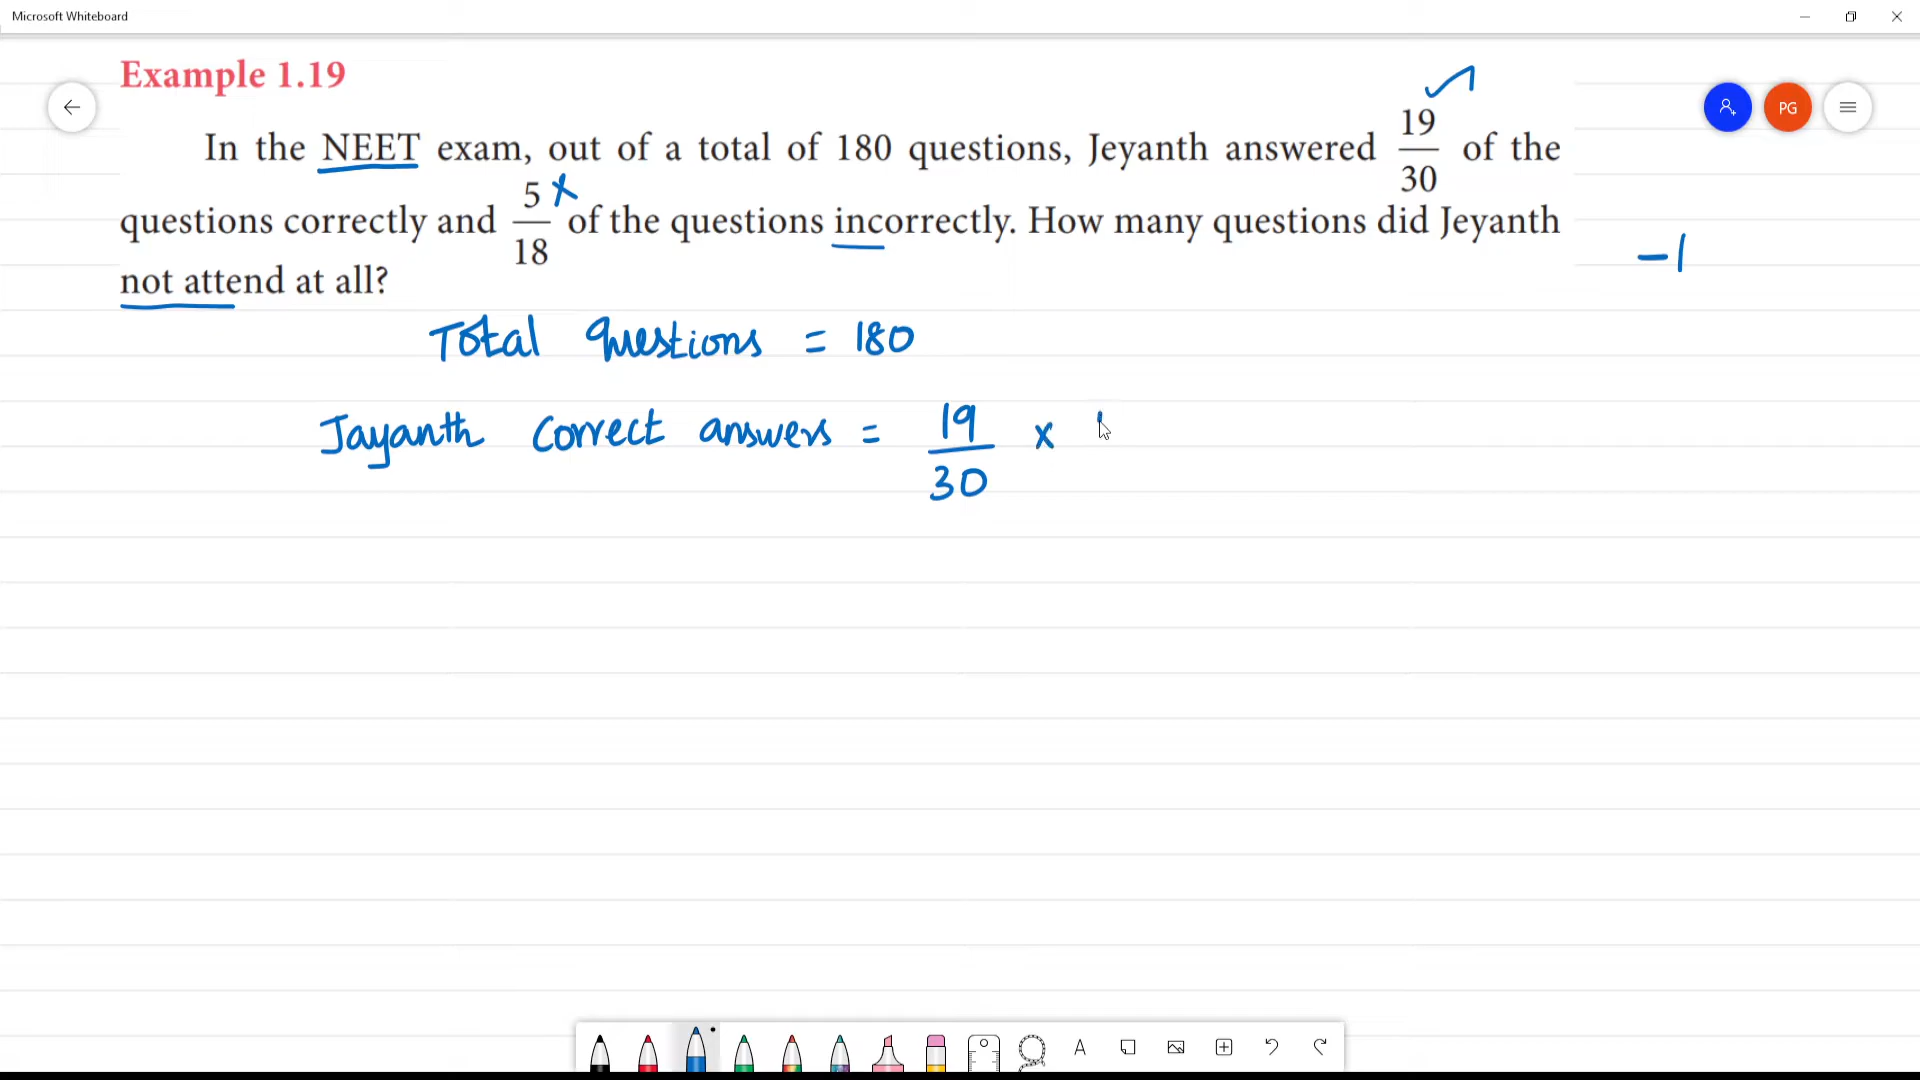 Microsoft Whiteboard
Example 1.19
PG
In the NEET exam, out of a total of 180 questions, Jeyanth answered 19/30 of the
questions correctly and 5/18 x of the questions incorrectly. How many questions did Jeyanth
-1
not attend at all?
Total Questions = 180
Jayanth Correct answers = 19/30 x
A